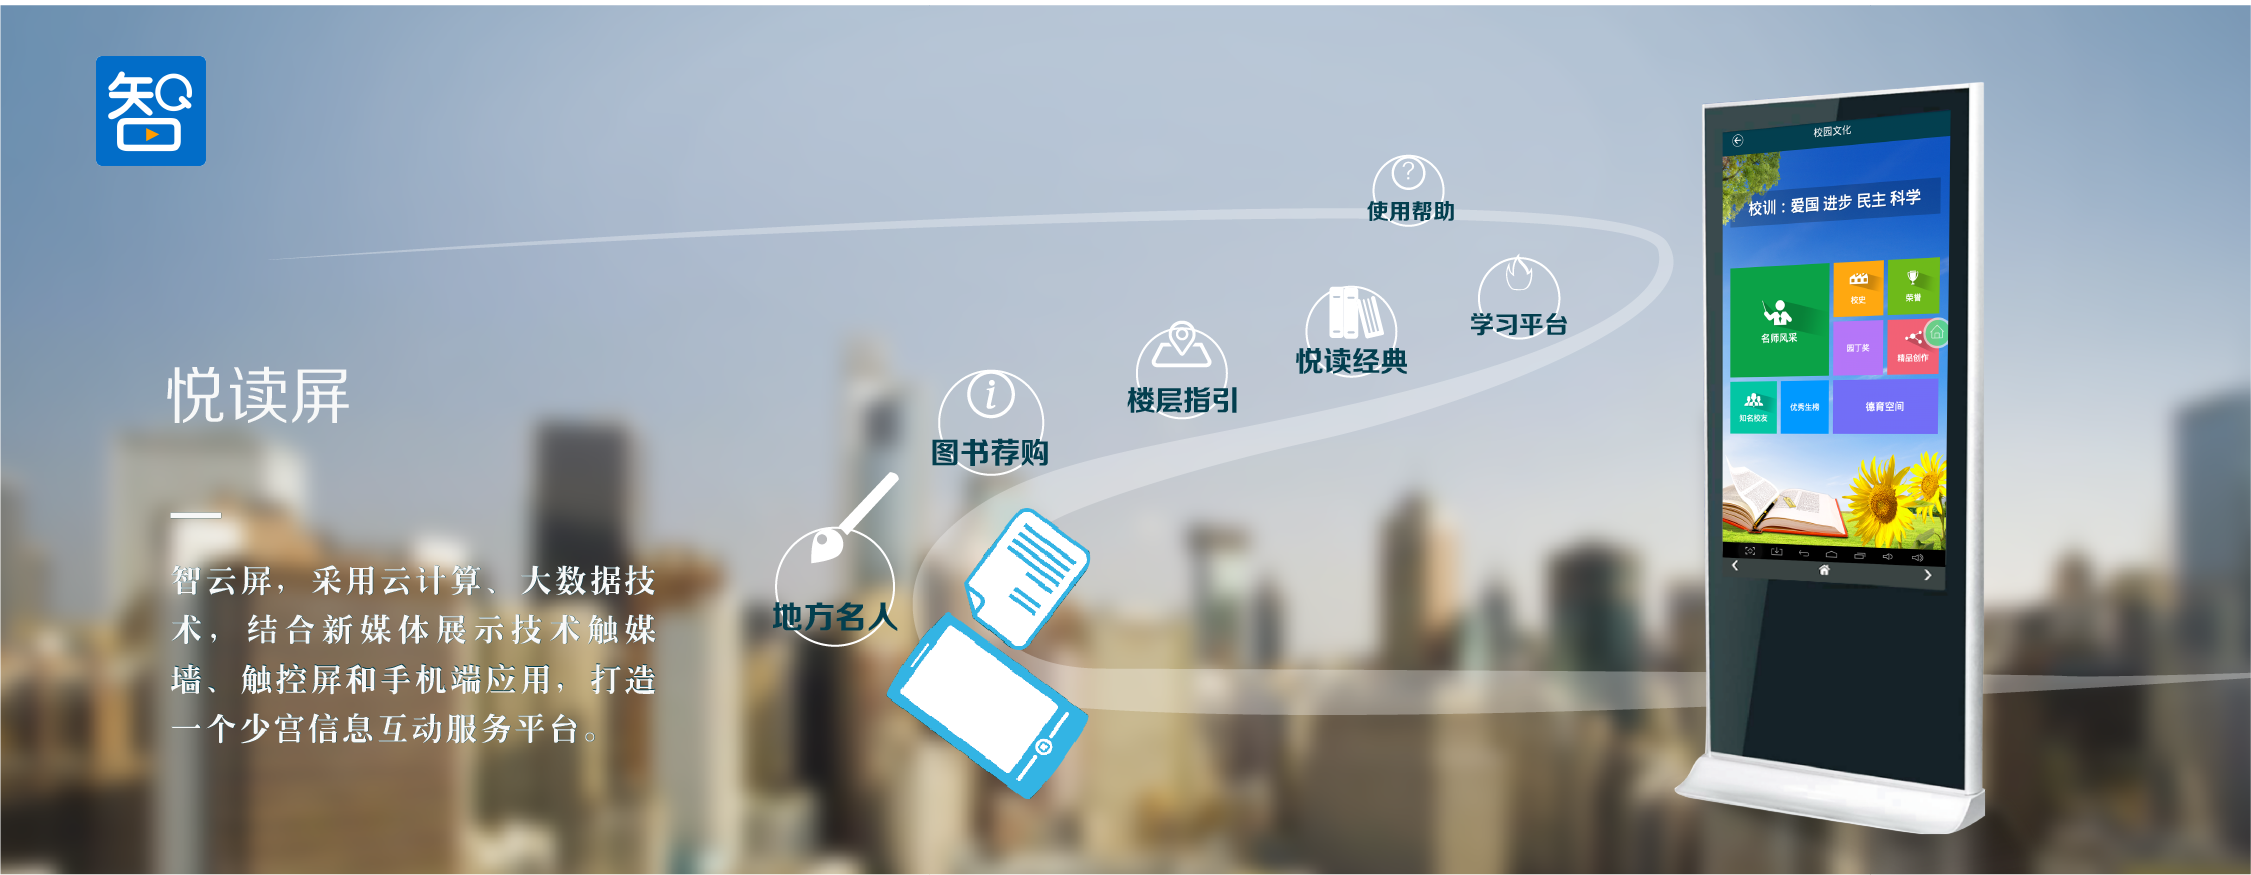 智
悦读屏
智云屏，采用云计算、大数据技
术，结合新媒体展示技术触媒
墙、触控屏和手机端应用，打造
一个少宫信息互动服务平台。
地方名人
图书荐购
楼层指引
悦读经典
学习平台
使用帮助
校园文化
校训：爱国 进步 民主 科学
名师风采
校史
荣誉
园丁奖
精品创作
知名校友
优秀生榜
德育空间